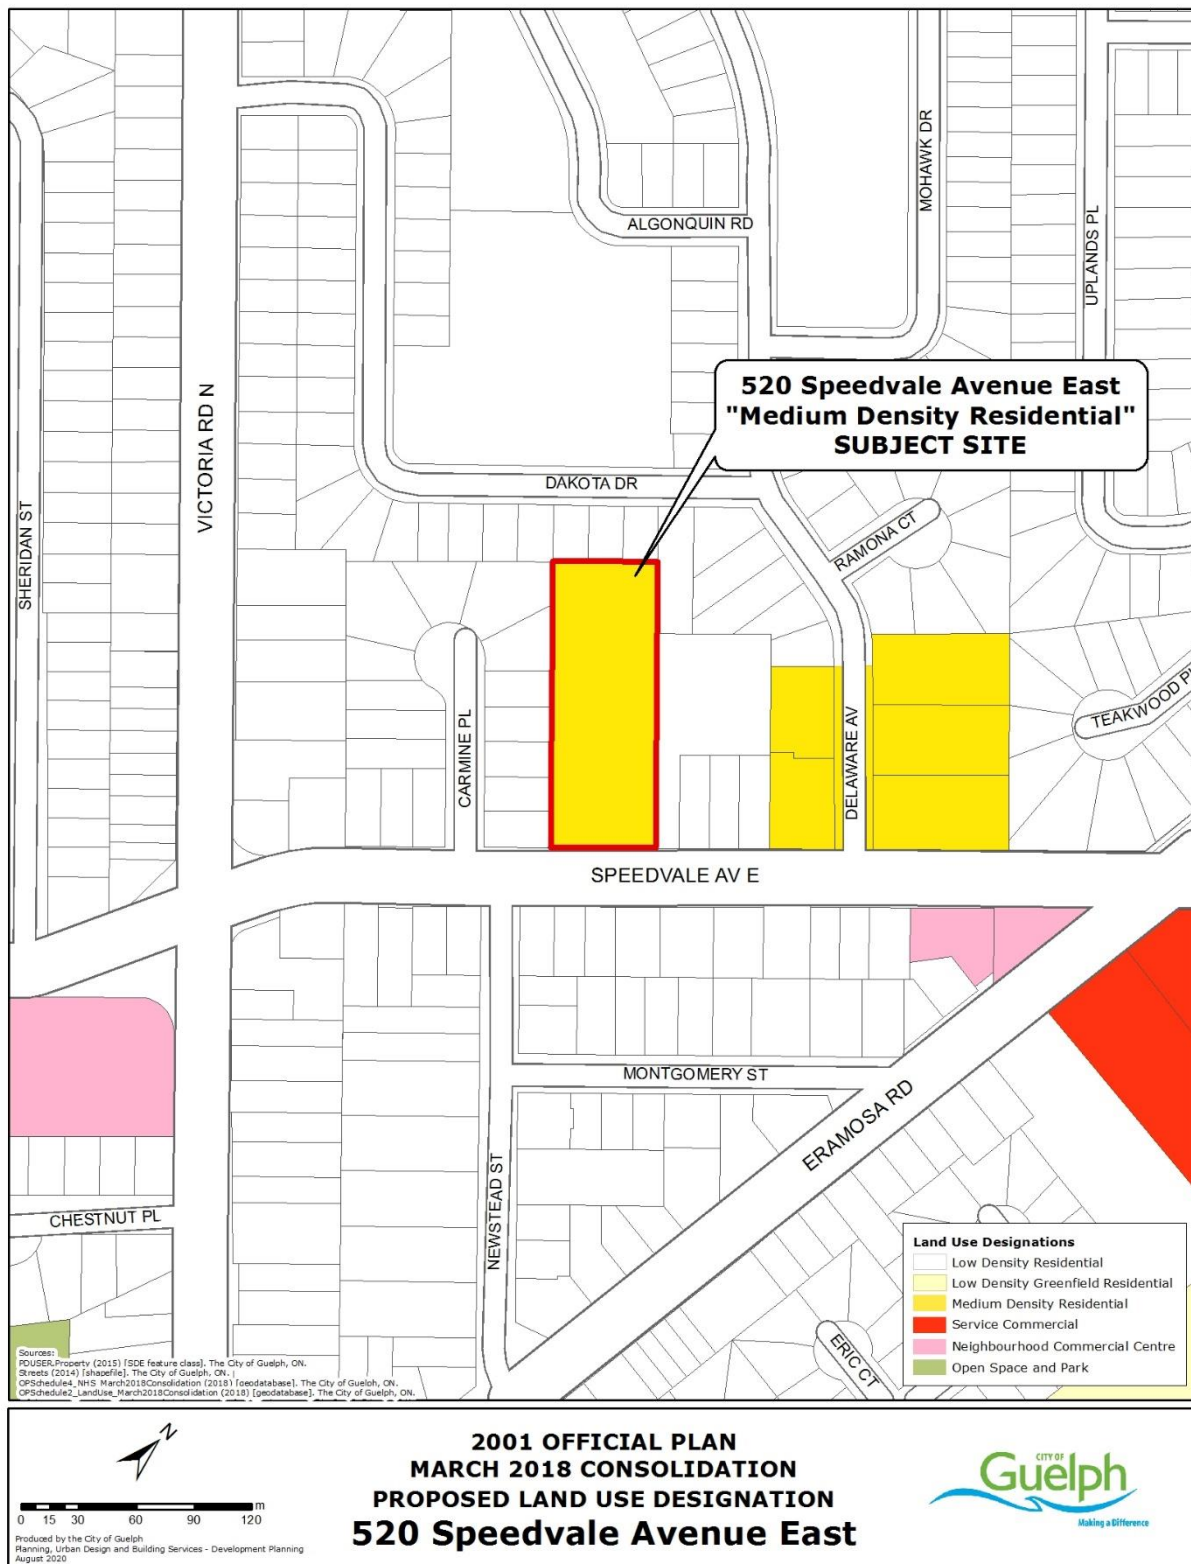 ALGONQUIN RD
MOHAWK DR
UPLANDS PL
520 Speedvale Avenue East
"Medium Density Residential"
SUBJECT SITE
VICTORIA RD N
SHERIDAN ST
DAKOTA DR
RAMONA CT
CARMINE PL
DELAWARE AV
TEAKWOOD PL
SPEEDVALE AV E
MONTGOMERY ST
ERAMOSA RD
NEWSTEAD ST
CHESTNUT PL
ERIC CT
Land Use Designations
Low Density Residential
Low Density Greenfield Residential
Medium Density Residential
Service Commercial
Neighbourhood Commercial Centre
Open Space and Park
Sources:
PDUSER.Property (2015) [SDE feature class]. The City of Guelph, ON.
Streets (2014) [shapefile]. The City of Guelph, ON.
OPSchedule4_NHS_March2018Consolidation (2018) [geodatabase]. The City of Guelph, ON.
OPSchedule2_LandUse_March2018Consolidation (2018) [geodatabase]. The City of Guelph, ON.
N
m
0 15 30 60 90 120
Produced by the City of Guelph
Planning, Urban Design and Building Services - Development Planning
August 2020
2001 OFFICIAL PLAN
MARCH 2018 CONSOLIDATION
PROPOSED LAND USE DESIGNATION
520 Speedvale Avenue East
CITY OF
Guelph
Making a Difference